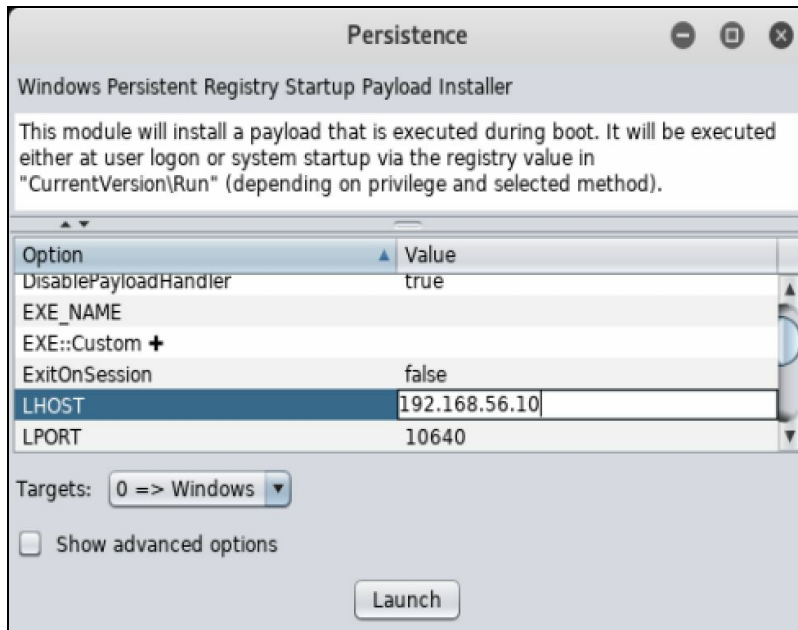 Persistence
Windows Persistent Registry Startup Payload Installer
This module will install a payload that is executed during boot. It will be executed
either at user logon or system startup via the registry value in
"CurrentVersion\Run" (depending on privilege and selected method).
Option Value
DisablePayloadHandler true
EXE_NAME
EXE::Custom +
ExitOnSession false
LHOST 192.168.56.10
LPORT 10640
Targets: 0 => Windows
Show advanced options
Launch